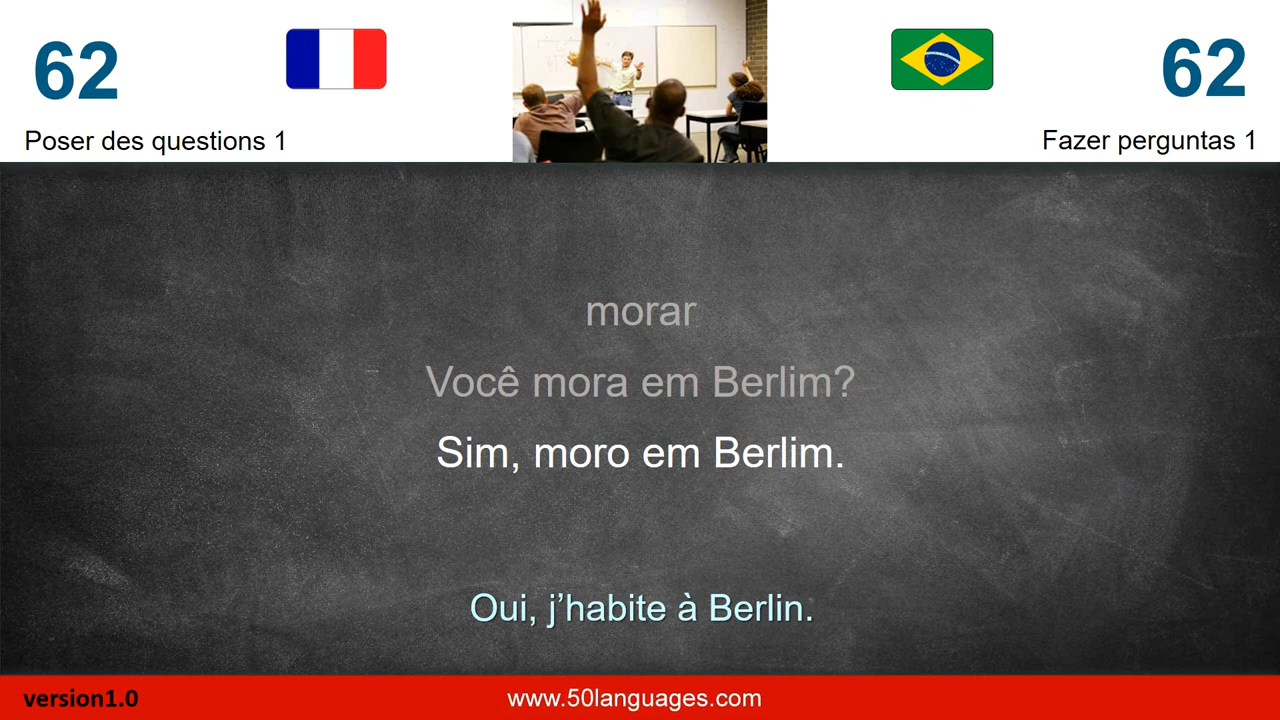 62
62
Poser des questions 1
Fazer perguntas 1
morar
Você mora em Berlim?
Sim, moro em Berlim.
Oui, j’habite à Berlin.
version1.0
www.50languages.com